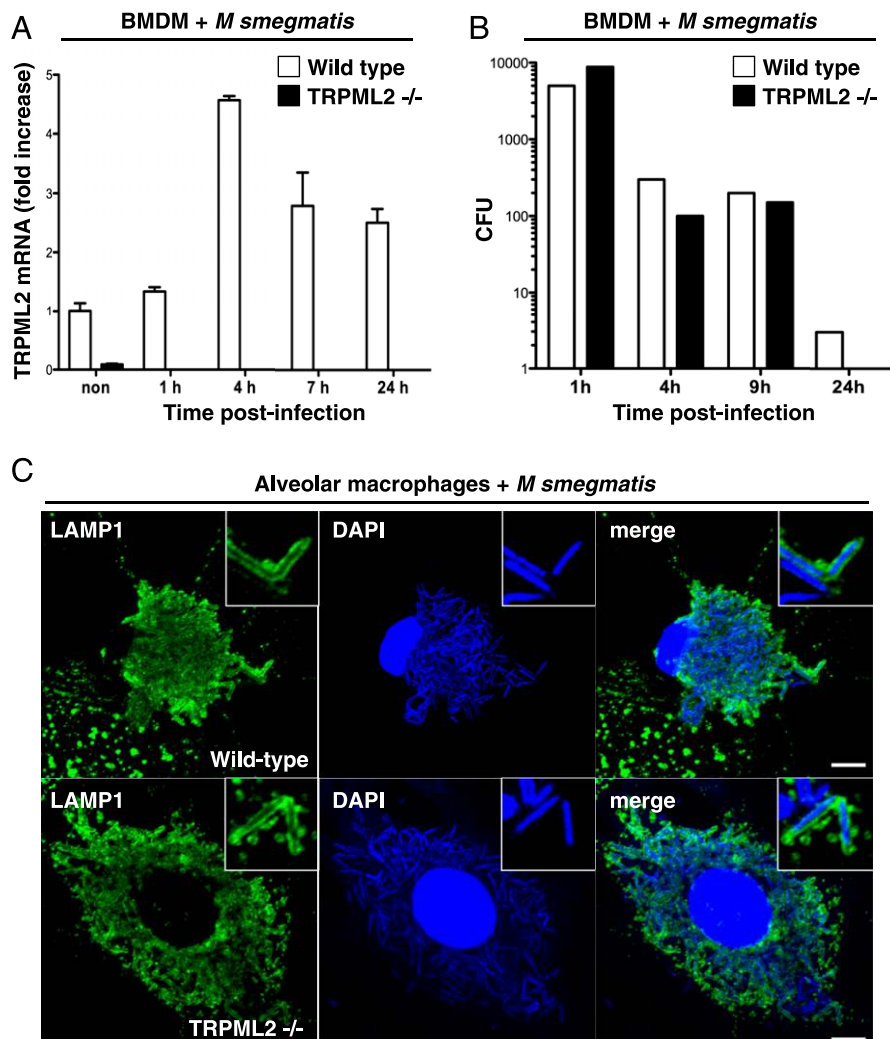 A
BMDM + M smegmatis
Wild type
TRPML2 -/-
TRPML2 mRNA (fold increase)
5
4
3
2
1
0
non
1 h
4 h
7 h
24 h
Time post-infection
B
BMDM + M smegmatis
Wild type
TRPML2 -/-
CFU
10000
1000
100
10
1
1h
4h
9h
24h
Time post-infection
C
Alveolar macrophages + M smegmatis
LAMP1
DAPI
merge
Wild-type
LAMP1
DAPI
merge
TRPML2 -/-